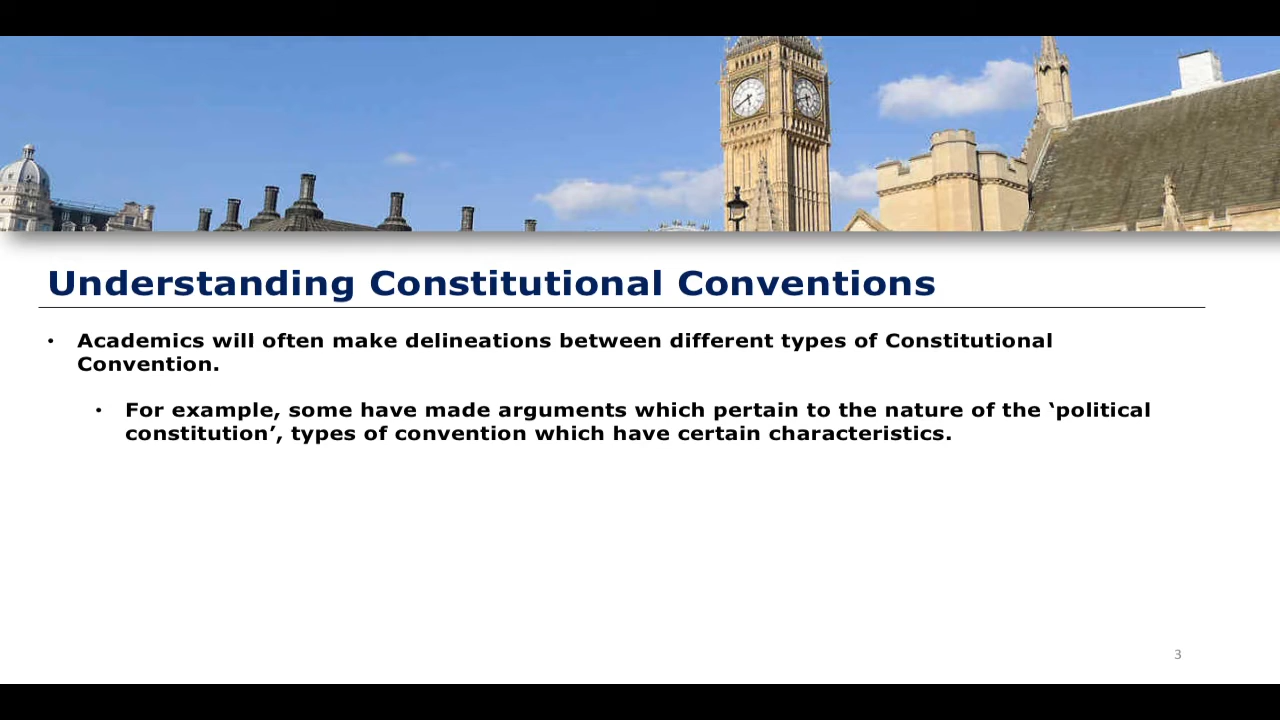 Understanding Constitutional Conventions
• Academics will often make delineations between different types of Constitutional
Convention.
• For example, some have made arguments which pertain to the nature of the ‘political
constitution’, types of convention which have certain characteristics.
3